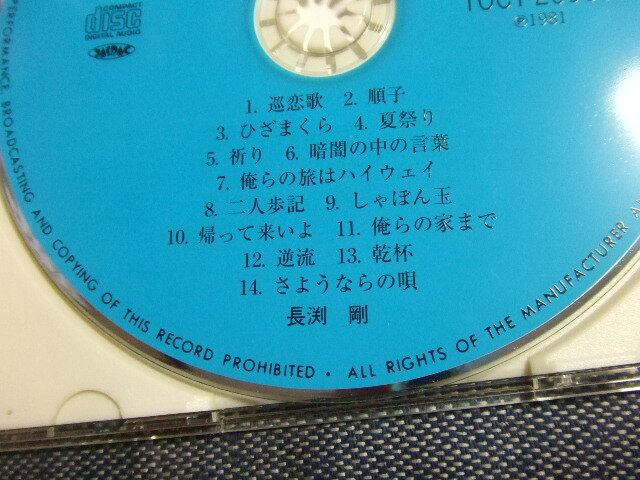 COMPACT
disc
DIGITAL AUDIO
℗1981
1. 巡恋歌 2. 順子
3. ひざまくら 4. 夏祭り
5. 祈り 6. 暗闇の中の言葉
7. 俺らの旅はハイウェイ
8. 二人歩記 9. しゃぼん玉
10. 帰って来いよ 11. 俺らの家まで
12. 逆流 13. 乾杯
14. さようならの唄
長渕 剛
PERFORMANCE, BROADCASTING AND COPYING OF THIS RECORD PROHIBITED • ALL RIGHTS OF THE MANUFACTURER